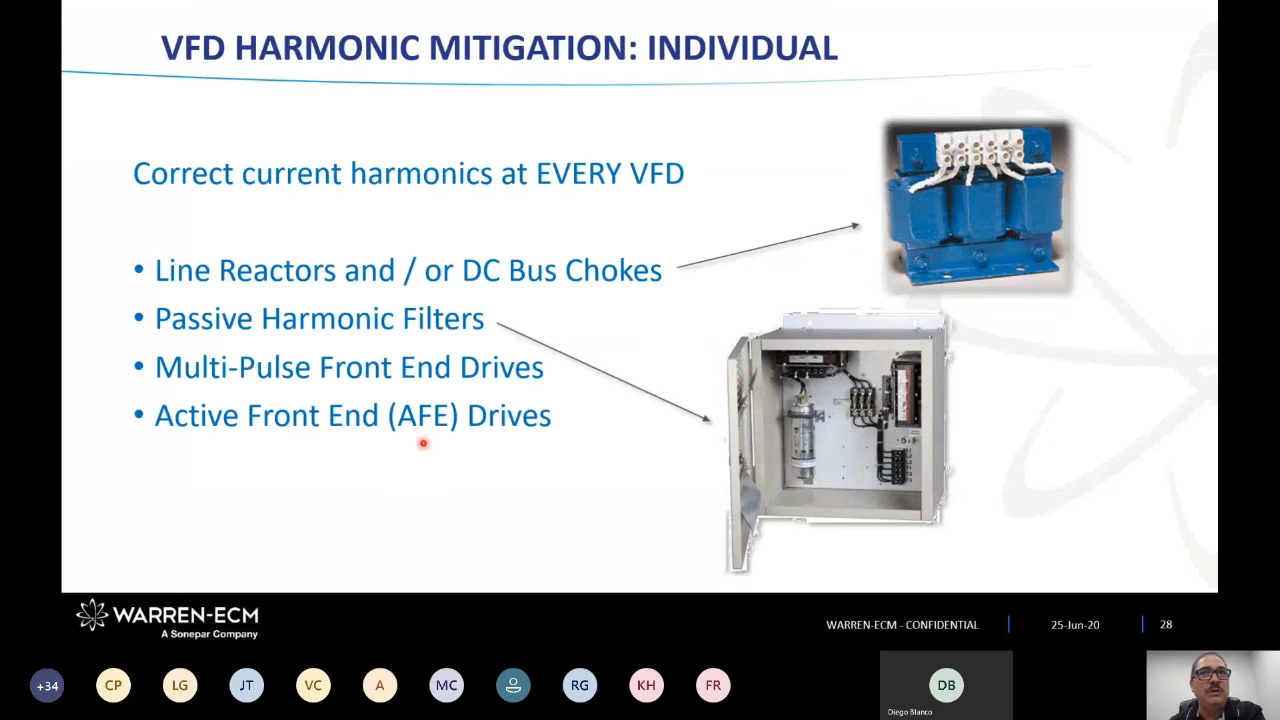 VFD HARMONIC MITIGATION: INDIVIDUAL
Correct current harmonics at EVERY VFD
• Line Reactors and / or DC Bus Chokes
• Passive Harmonic Filters
• Multi-Pulse Front End Drives
• Active Front End (AFE) Drives
WARREN-ECM
A Sonepar Company
WARREN-ECM - CONFIDENTIAL
25-Jun-20
28
+34
CP
LG
JT
VC
A
MC
RG
KH
FR
DB
Diego Blanco